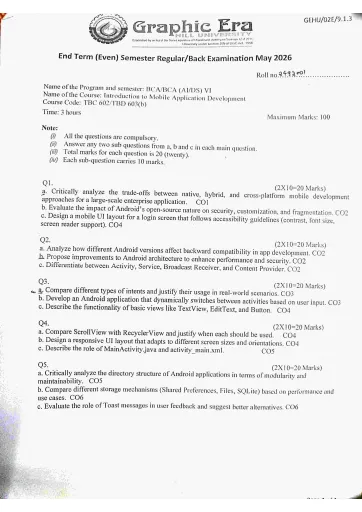 GEHU/02E/9.1.3
Graphic Era
HILL UNIVERSITY
End Term (Even) Semester Regular/Back Examination May 2026
Roll no.
Name of the Program and semester: BCA/BCA (AI/DS) VI
Name of the Course: Introduction to Mobile Application Development
Course Code: TBC 602/TBD 603(b)
Time: 3 hours
Maximum Marks: 100
Note:
(i) All the questions are compulsory.
(ii) Answer any two sub questions from a, b and c in each main question.
(iii) Total marks for each question is 20 (twenty).
(iv) Each sub-question carries 10 marks.
Q1.
(2X10=20 Marks)
a. Critically analyze the trade-offs between native, hybrid, and cross-platform mobile development
approaches for a large-scale enterprise application. CO1
b. Evaluate the impact of Android's open-source nature on security, customization, and fragmentation. CO2
c. Design a mobile UI layout for a login screen that follows accessibility guidelines (contrast, font size,
screen reader support). CO4
Q2.
(2X10=20 Marks)
a. Analyze how different Android versions affect backward compatibility in app development. CO2
b. Propose improvements to Android architecture to enhance performance and security. CO2
c. Differentiate between Activity, Service, Broadcast Receiver, and Content Provider. CO2
Q3.
(2X10=20 Marks)
a. Compare different types of intents and justify their usage in real-world scenarios. CO3
b. Develop an Android application that dynamically switches between activities based on user input. CO3
c. Describe the functionality of basic views like TextView, EditText, and Button. CO4
Q4.
(2X10=20 Marks)
a. Compare ScrollView with RecyclerView and justify when each should be used. CO4
b. Design a responsive UI layout that adapts to different screen sizes and orientations. CO4
c. Describe the role of MainActivity.java and activity_main.xml. CO5
Q5.
(2X10=20 Marks)
a. Critically analyze the directory structure of Android applications in terms of modularity and
maintainability. CO5
b. Compare different storage mechanisms (Shared Preferences, Files, SQLite) based on performance and
use cases. CO6
c. Evaluate the role of Toast messages in user feedback and suggest better alternatives. CO6